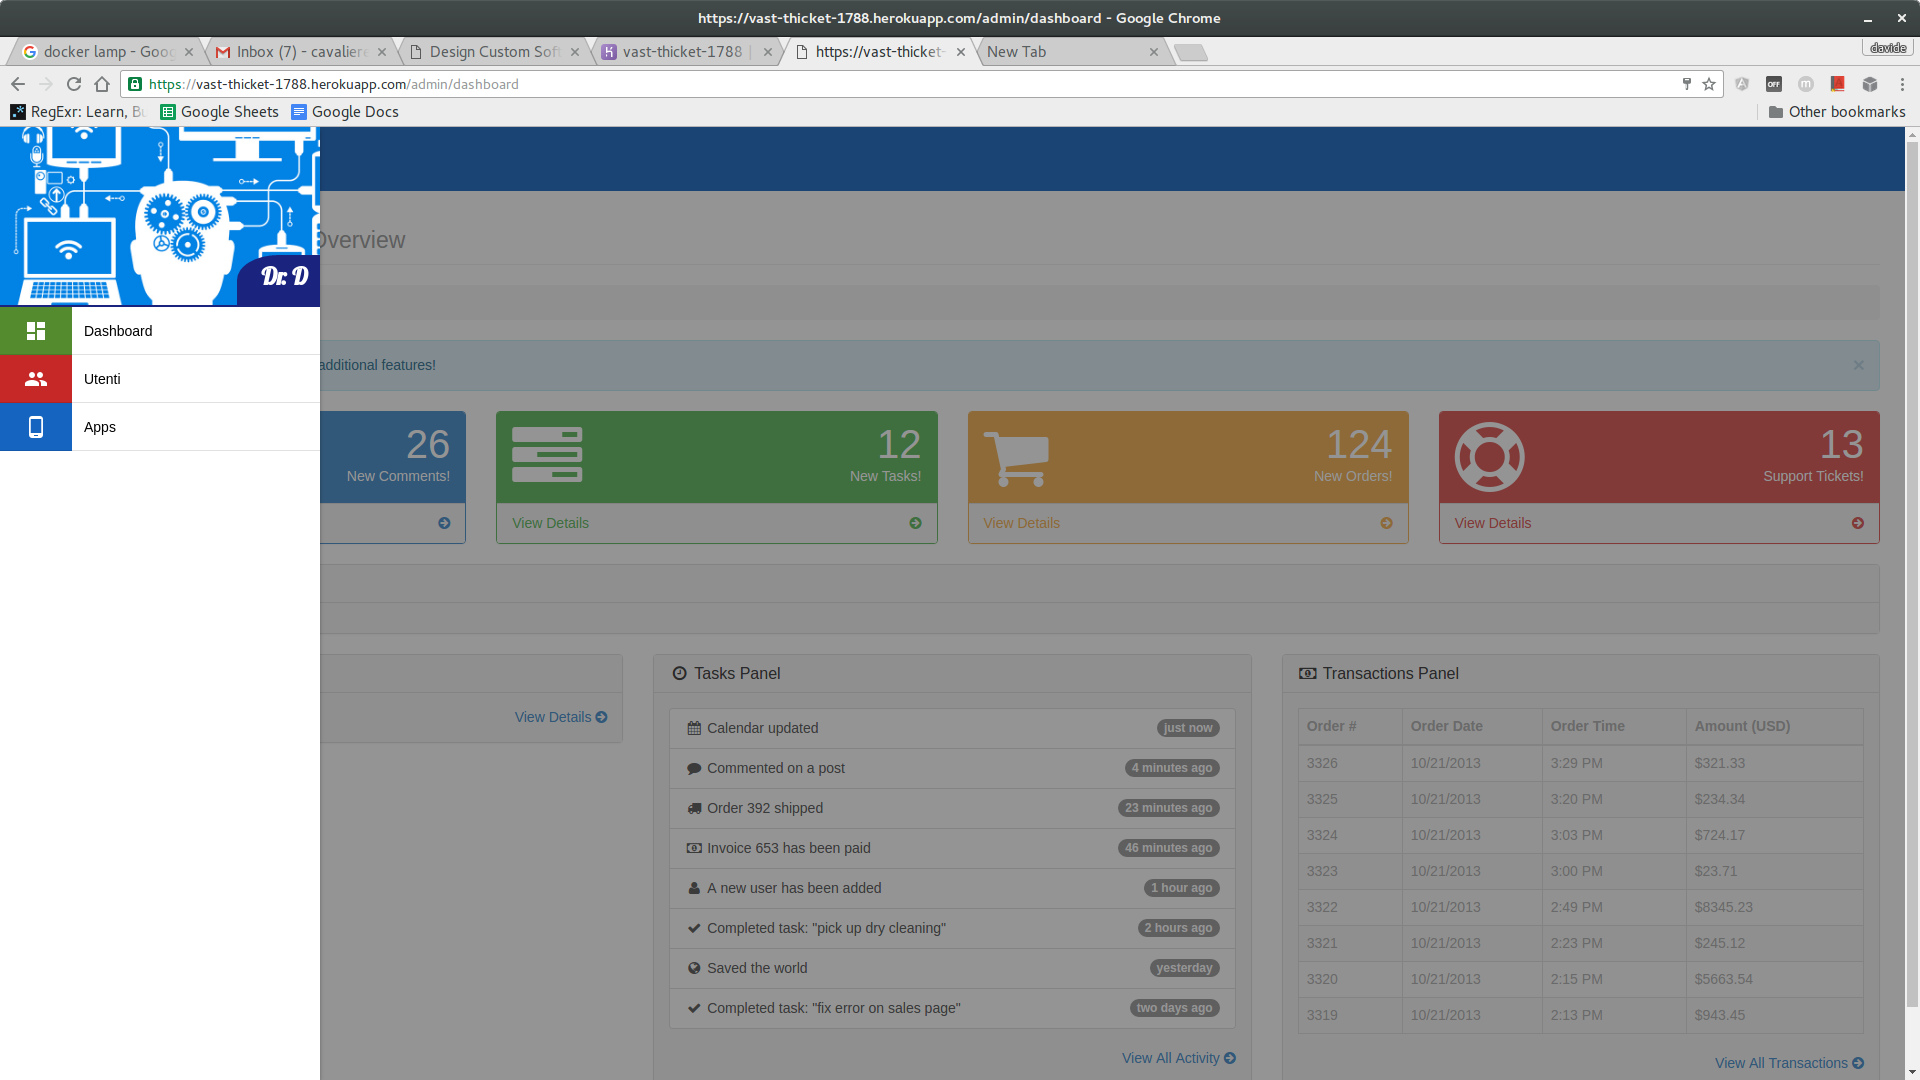 https://vast-thicket-1788.herokuapp.com/admin/dashboard - Google Chrome
docker lamp - Goog
Inbox (7) - cavaliere
Design Custom Sof
vast-thicket-1788 |
https://vast-thicket-
New Tab
davide
https://vast-thicket-1788.herokuapp.com/admin/dashboard
OFF
RegExr: Learn, Bu
Google Sheets
Google Docs
Other bookmarks
Dr. D
Overview
Dashboard
Utenti
Apps
additional features!
26
New Comments!
12
New Tasks!
View Details
124
New Orders!
View Details
13
Support Tickets!
View Details
View Details
Tasks Panel
Calendar updated just now
Commented on a post 4 minutes ago
Order 392 shipped 23 minutes ago
Invoice 653 has been paid 46 minutes ago
A new user has been added 1 hour ago
Completed task: "pick up dry cleaning" 2 hours ago
Saved the world yesterday
Completed task: "fix error on sales page" two days ago
View All Activity
Transactions Panel
Order # Order Date Order Time Amount (USD)
3326 10/21/2013 3:29 PM $321.33
3325 10/21/2013 3:20 PM $234.34
3324 10/21/2013 3:03 PM $724.17
3323 10/21/2013 3:00 PM $23.71
3322 10/21/2013 2:49 PM $8345.23
3321 10/21/2013 2:23 PM $245.12
3320 10/21/2013 2:15 PM $5663.54
3319 10/21/2013 2:13 PM $943.45
View All Transactions